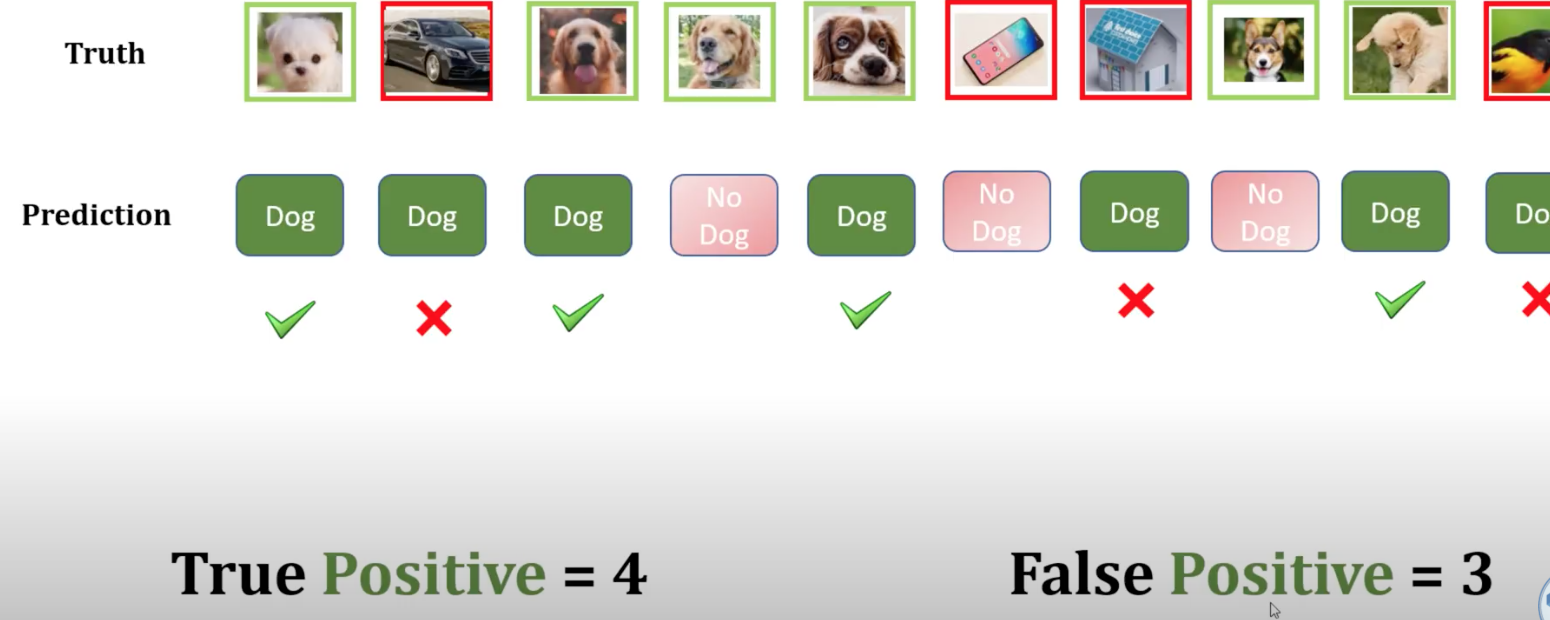 Truth
Prediction
Dog
Dog
Dog
No
Dog
Dog
No
Dog
Dog
No
Dog
Dog
Do
True Positive = 4
False Positive = 3